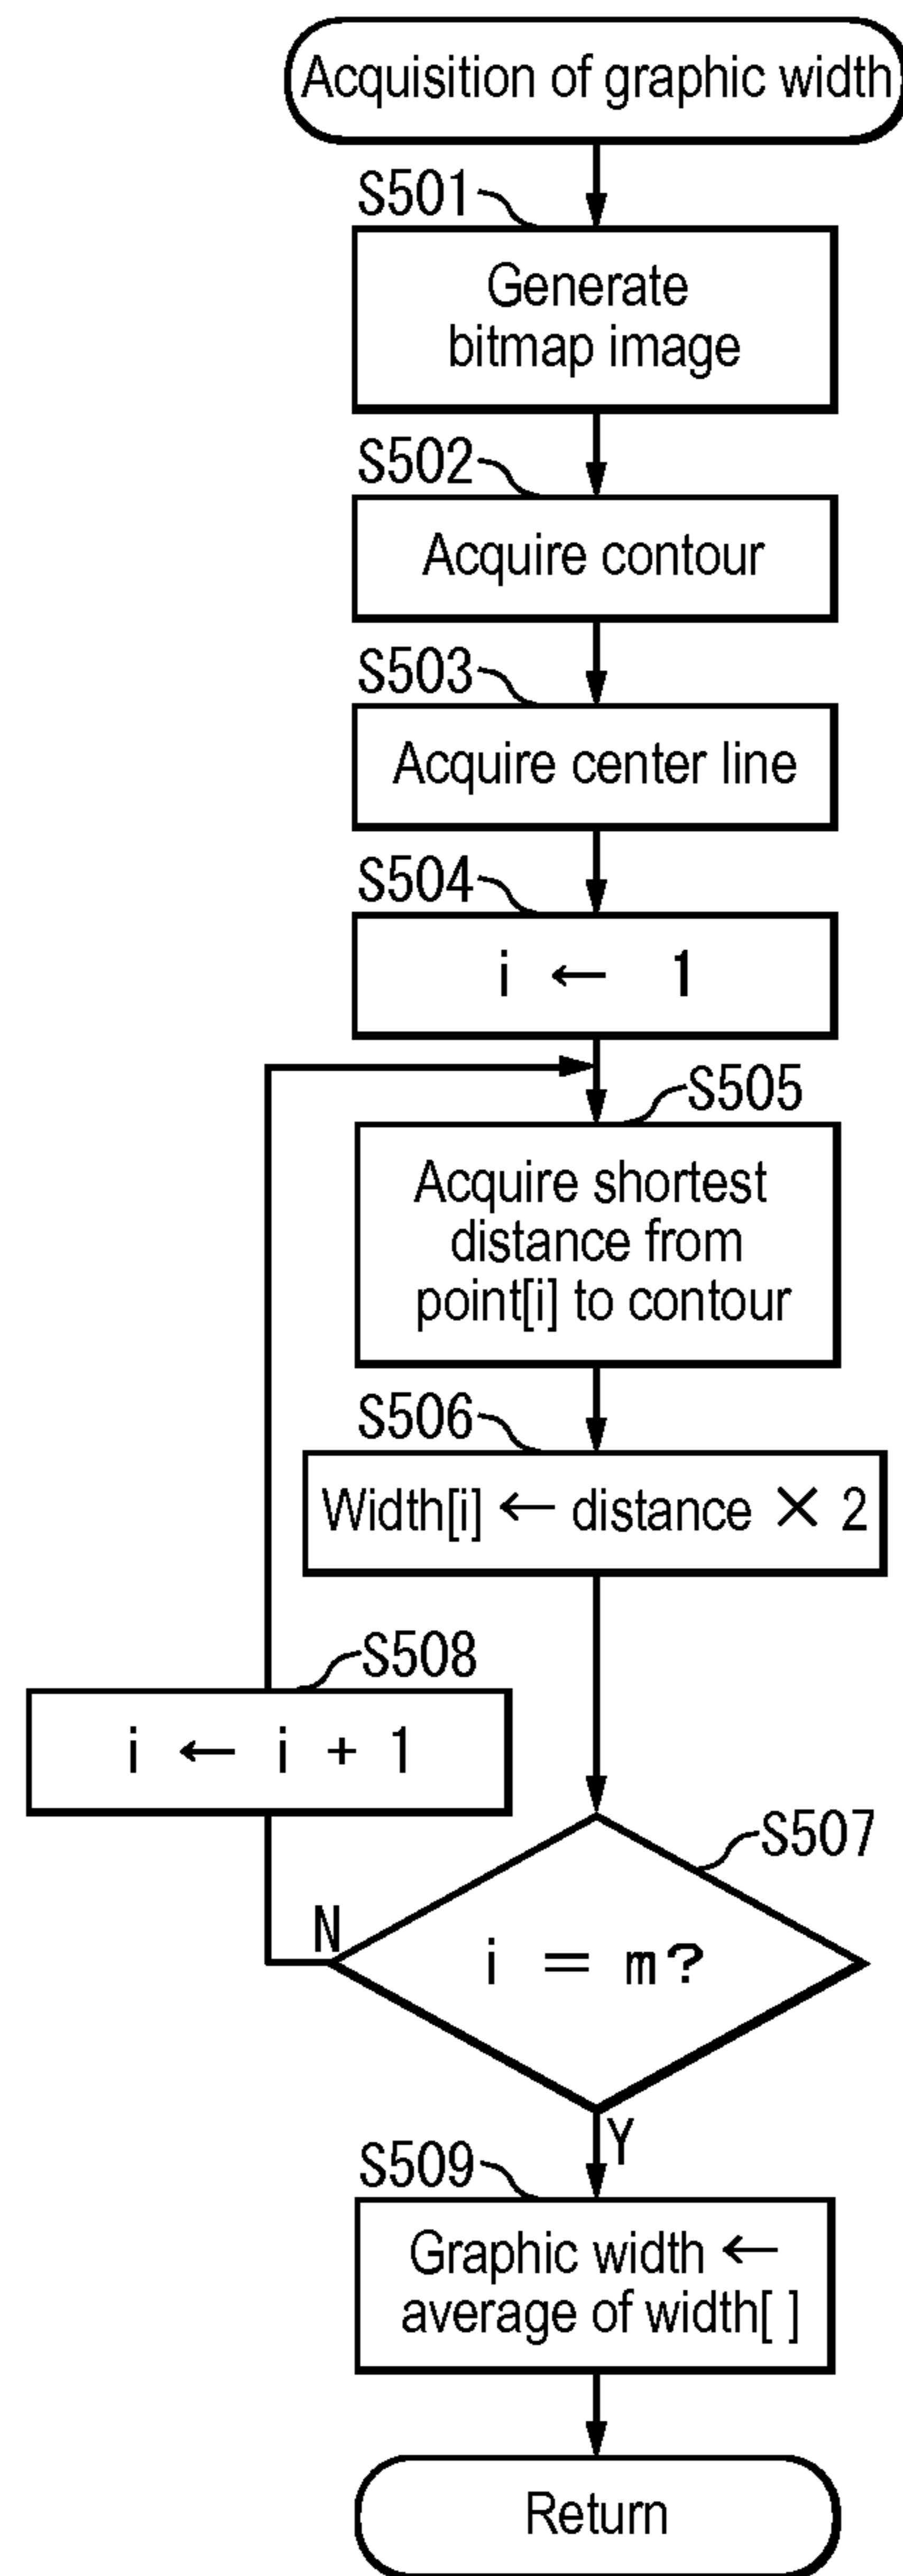 Acquisition of graphic width
S501
Generate
bitmap image
S502
Acquire contour
S503
Acquire center line
S504
i ← 1
S505
Acquire shortest
distance from
point[i] to contour
S506
Width[i] ← distance × 2
S508
i ← i + 1
S507
N
i = m?
Y
S509
Graphic width ←
average of width[ ]
Return